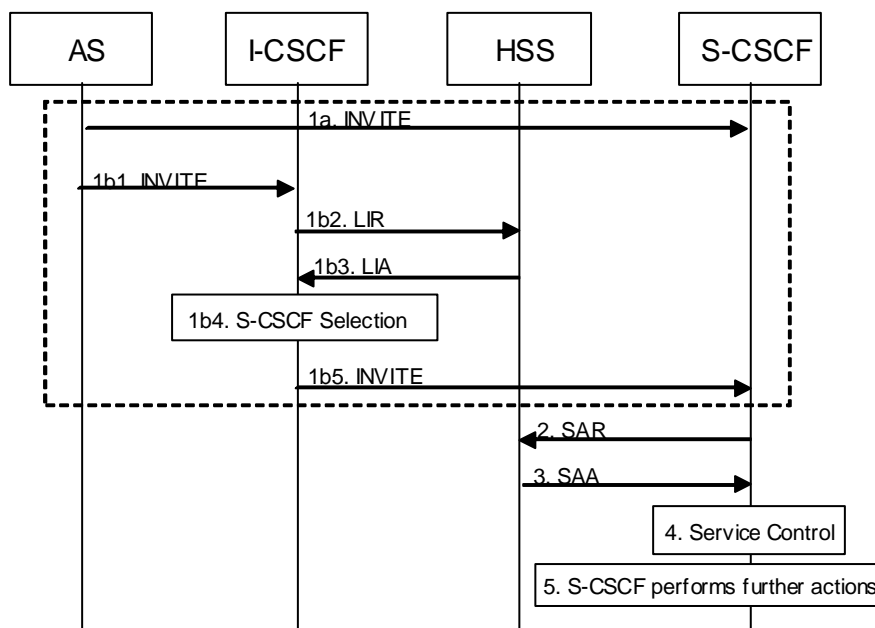 AS
I-CSCF
HSS
S-CSCF
1a. INVITE
1b1. INVITE
1b2. LIR
1b3. LIA
1b4. S-CSCF Selection
1b5. INVITE
2. SAR
3. SAA
4. Service Control
5. S-CSCF performs further actions